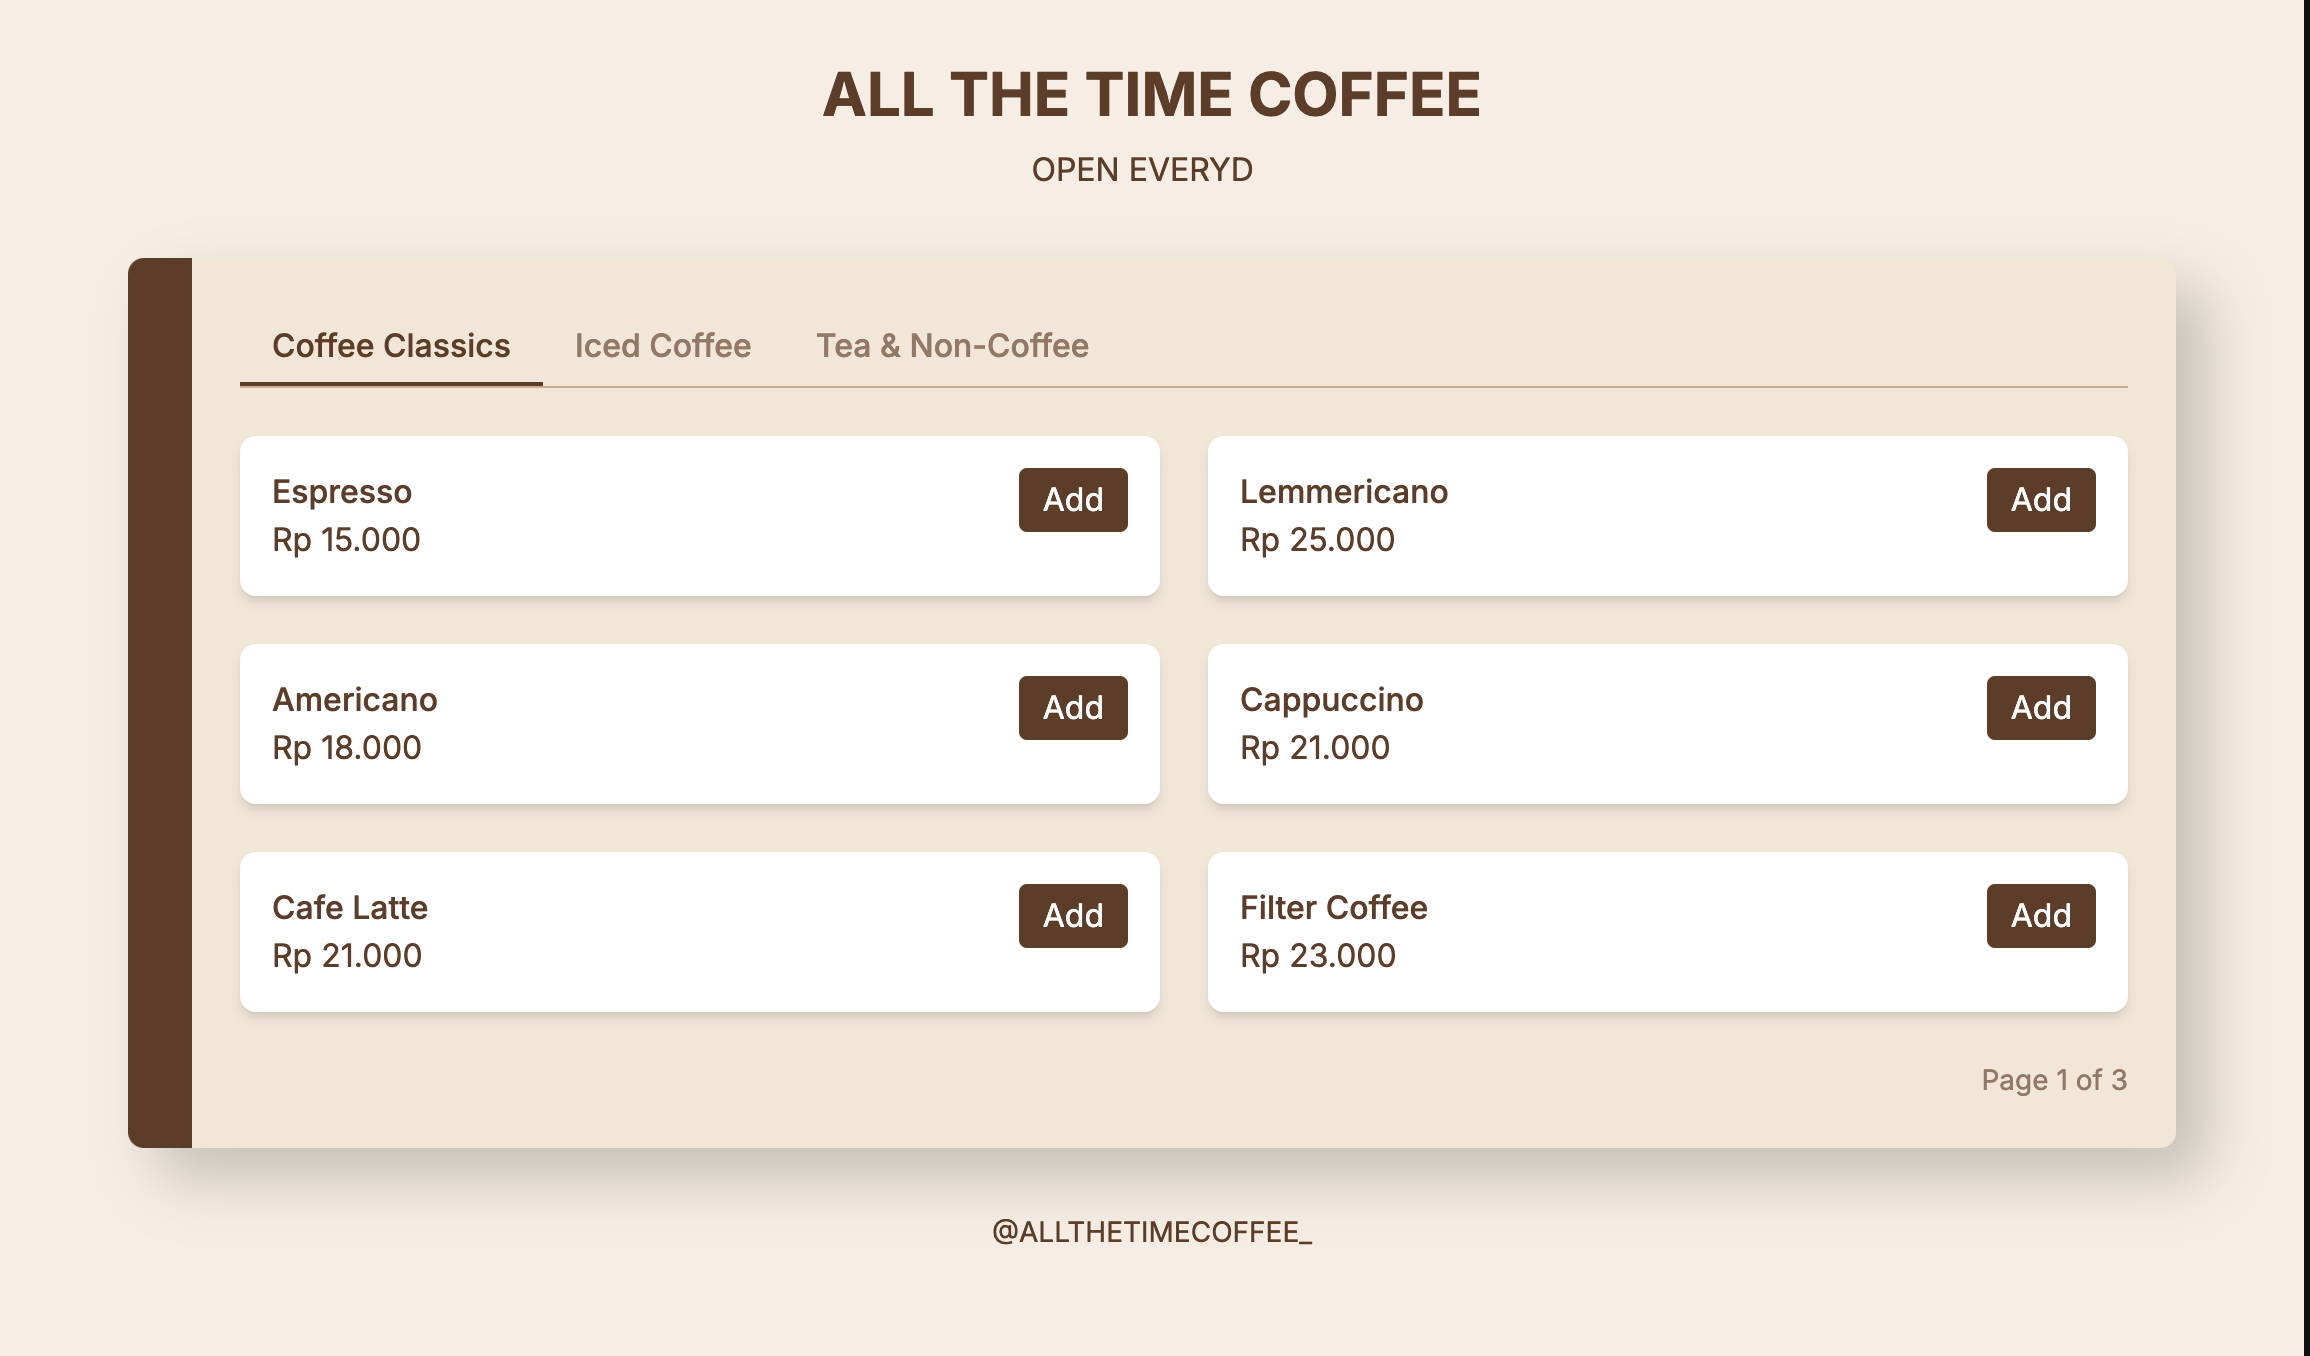 ALL THE TIME COFFEE
OPEN EVERYD
Coffee Classics
Iced Coffee
Tea & Non-Coffee
Espresso
Rp 15.000
Add
Lemmericano
Rp 25.000
Add
Americano
Rp 18.000
Add
Cappuccino
Rp 21.000
Add
Cafe Latte
Rp 21.000
Add
Filter Coffee
Rp 23.000
Add
Page 1 of 3
@ALLTHETIMECOFFEE_